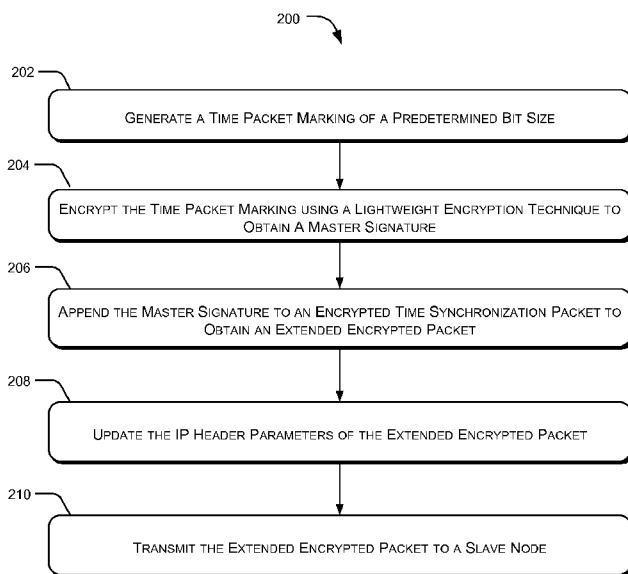 200
202
GENERATE A TIME PACKET MARKING OF A PREDETERMINED BIT SIZE
204
ENCRYPT THE TIME PACKET MARKING USING A LIGHTWEIGHT ENCRYPTION TECHNIQUE TO
OBTAIN A MASTER SIGNATURE
206
APPEND THE MASTER SIGNATURE TO AN ENCRYPTED TIME SYNCHRONIZATION PACKET TO
OBTAIN AN EXTENDED ENCRYPTED PACKET
208
UPDATE THE IP HEADER PARAMETERS OF THE EXTENDED ENCRYPTED PACKET
210
TRANSMIT THE EXTENDED ENCRYPTED PACKET TO A SLAVE NODE